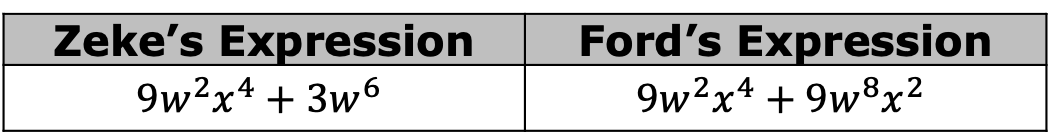 Zeke’s Expression Ford’s Expression
9w²x⁴ + 3w⁶ 9w²x⁴ + 9w⁸x²